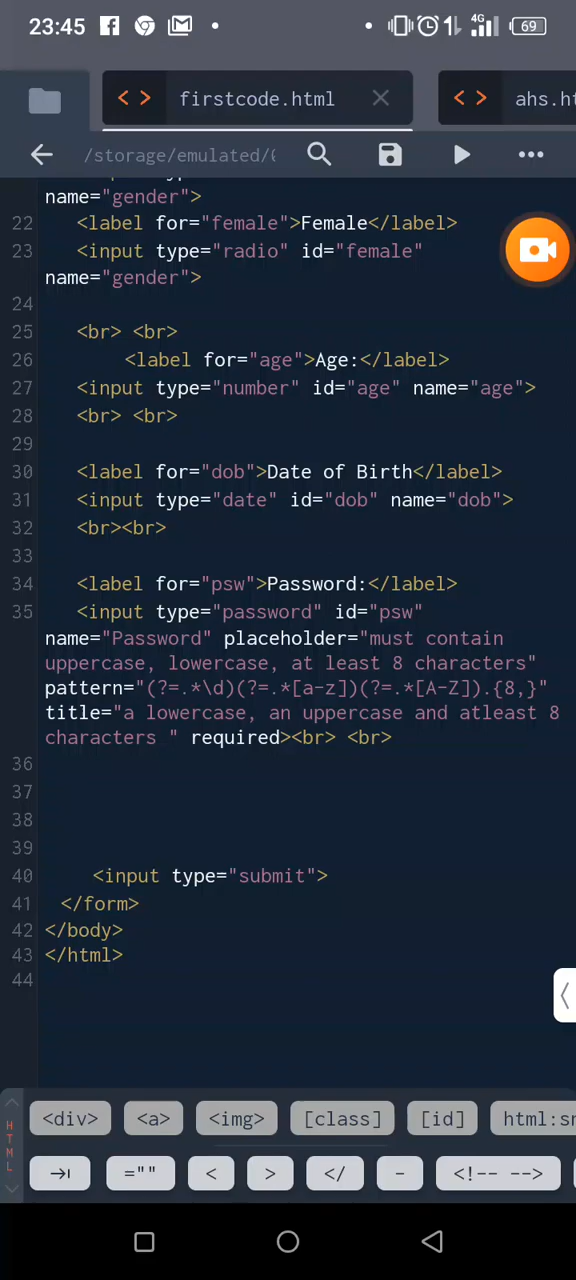 23:45
4G
69
< > firstcode.html
< > ahs.ht
/storage/emulated/0
name="gender">
22 <label for="female">Female</label>
23 <input type="radio" id="female"
name="gender">
24
25 <br> <br>
26 <label for="age">Age:</label>
27 <input type="number" id="age" name="age">
28 <br> <br>
29
30 <label for="dob">Date of Birth</label>
31 <input type="date" id="dob" name="dob">
32 <br><br>
33
34 <label for="psw">Password:</label>
35 <input type="password" id="psw"
name="Password" placeholder="must contain
uppercase, lowercase, at least 8 characters"
pattern="(?=.*\d)(?=.*[a-z])(?=.*[A-Z]).{8,}"
title="a lowercase, an uppercase and atleast 8
characters " required><br> <br>
36
37
38
39
40 <input type="submit">
41 </form>
42 </body>
43 </html>
44
HTML
<div> <a> <img> [class] [id] html:sn
="" < > </ - <!-- -->